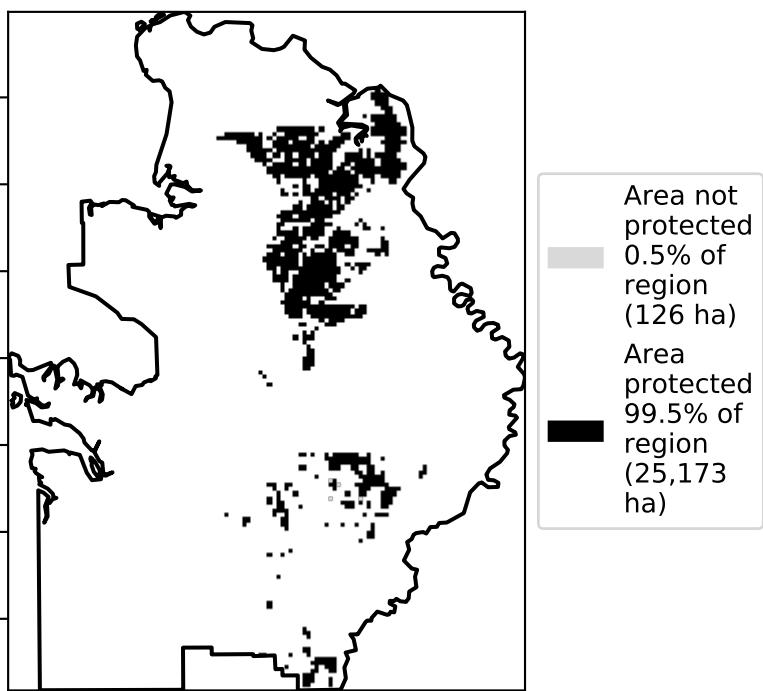 Area not
protected
0.5% of
region
(126 ha)
Area
protected
99.5% of
region
(25,173
ha)